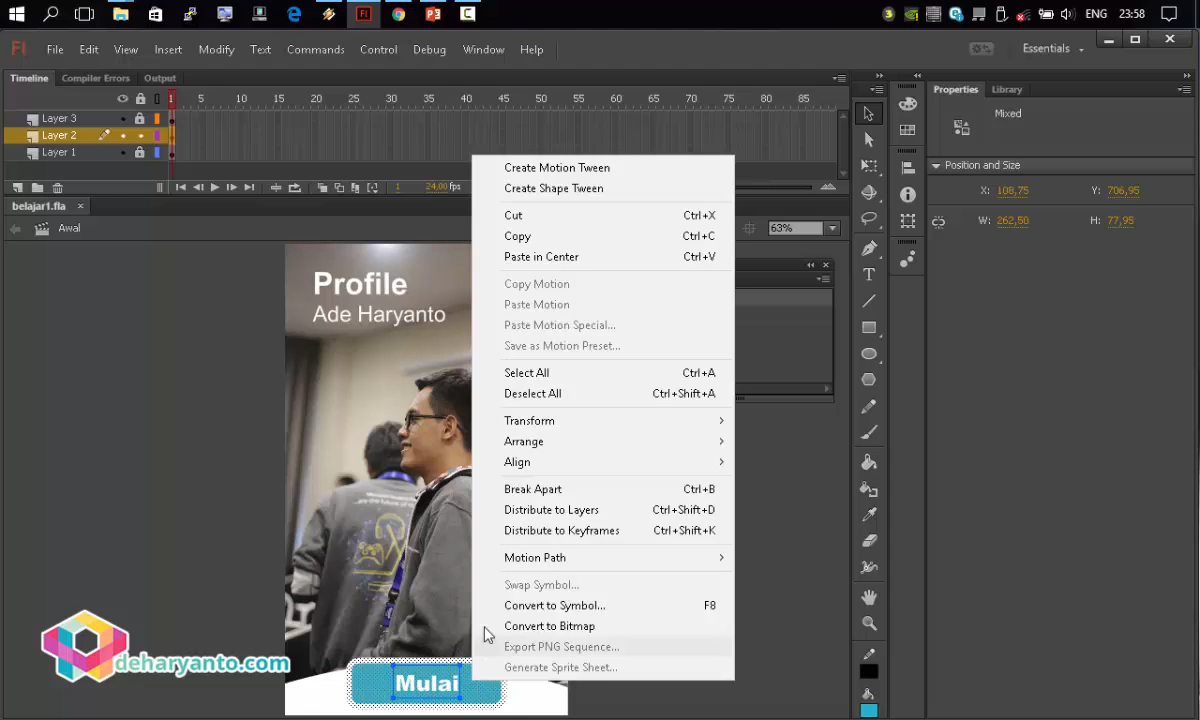 ENG 23:58
Fl File Edit View Insert Modify Text Commands Control Debug Window Help Essentials
Timeline Compiler Errors Output
1 5 10 15 20 25 30 35 40 45 50 55 60 65 70 75 80 85
Layer 3
Layer 2
Layer 1
1 24,00 fps
belajar1.fla
Awal
63%
Properties Library
Mixed
Position and Size
X: 108,75 Y: 706,95
W: 262,50 H: 77,95
Create Motion Tween
Create Shape Tween
Cut Ctrl+X
Copy Ctrl+C
Paste in Center Ctrl+V
Copy Motion
Paste Motion
Paste Motion Special...
Save as Motion Preset...
Select All Ctrl+A
Deselect All Ctrl+Shift+A
Transform
Arrange
Align
Break Apart Ctrl+B
Distribute to Layers Ctrl+Shift+D
Distribute to Keyframes Ctrl+Shift+K
Motion Path
Swap Symbol...
Convert to Symbol... F8
Convert to Bitmap
Export PNG Sequence...
Generate Sprite Sheet...
Profile
Ade Haryanto
Mulai
deharyanto.com